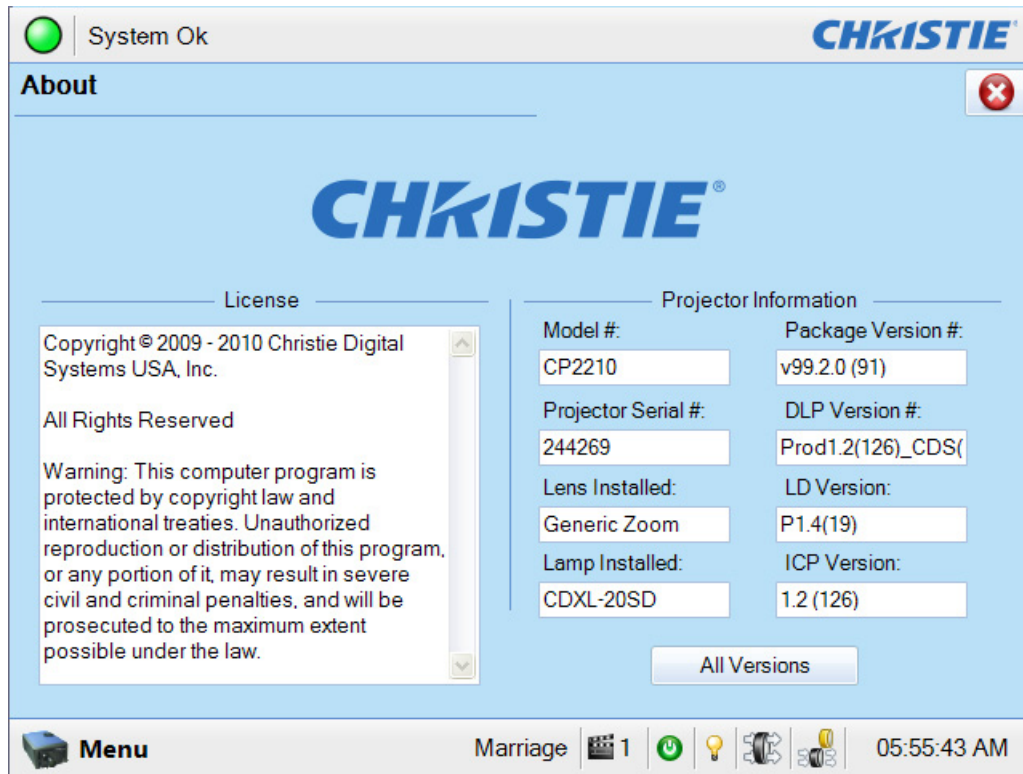 System Ok
CHRISTIE®
About
CHRISTIE®
License
Copyright © 2009 - 2010 Christie Digital
Systems USA, Inc.
All Rights Reserved
Warning: This computer program is
protected by copyright law and
international treaties. Unauthorized
reproduction or distribution of this program,
or any portion of it, may result in severe
civil and criminal penalties, and will be
prosecuted to the maximum extent
possible under the law.
Projector Information
Model #:
CP2210
Package Version #:
v99.2.0 (91)
Projector Serial #:
244269
DLP Version #:
Prod1.2(126)_CDS(
Lens Installed:
Generic Zoom
LD Version:
P1.4(19)
Lamp Installed:
CDXL-20SD
ICP Version:
1.2 (126)
All Versions
Menu
Marriage
1
05:55:43 AM